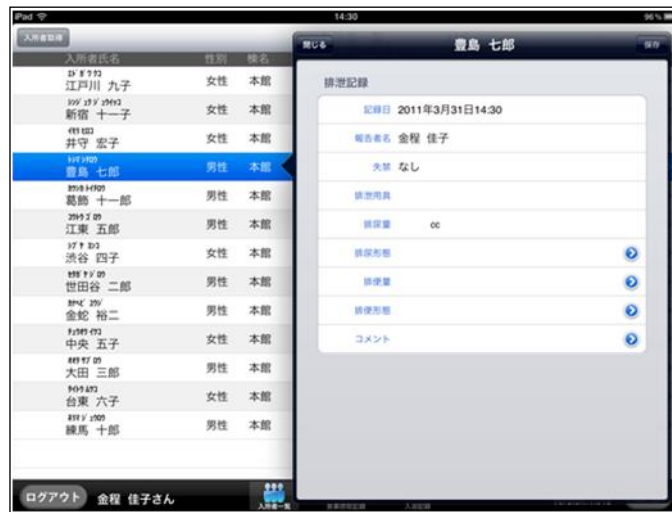 iPad
14:30
96%
入所者取得
入所者氏名 性別 棟名
江戸川 九子 女性 本館
新宿 十一子 女性 本館
井守 宏子 女性 本館
豊島 七郎 男性 本館
葛飾 十一郎 男性 本館
江東 五郎 男性 本館
渋谷 四子 女性 本館
世田谷 二郎 男性 本館
金蛇 裕二 男性 本館
中央 五子 女性 本館
大田 三郎 男性 本館
台東 六子 女性 本館
練馬 十郎 男性 本館
ログアウト 金程 佳子さん
入所者一覧
閉じる 豊島 七郎 保存
排泄記録
記録日 2011年3月31日14:30
報告者名 金程 佳子
失禁 なし
排泄用具
排尿量 cc
排尿形態
排便量
排便形態
コメント